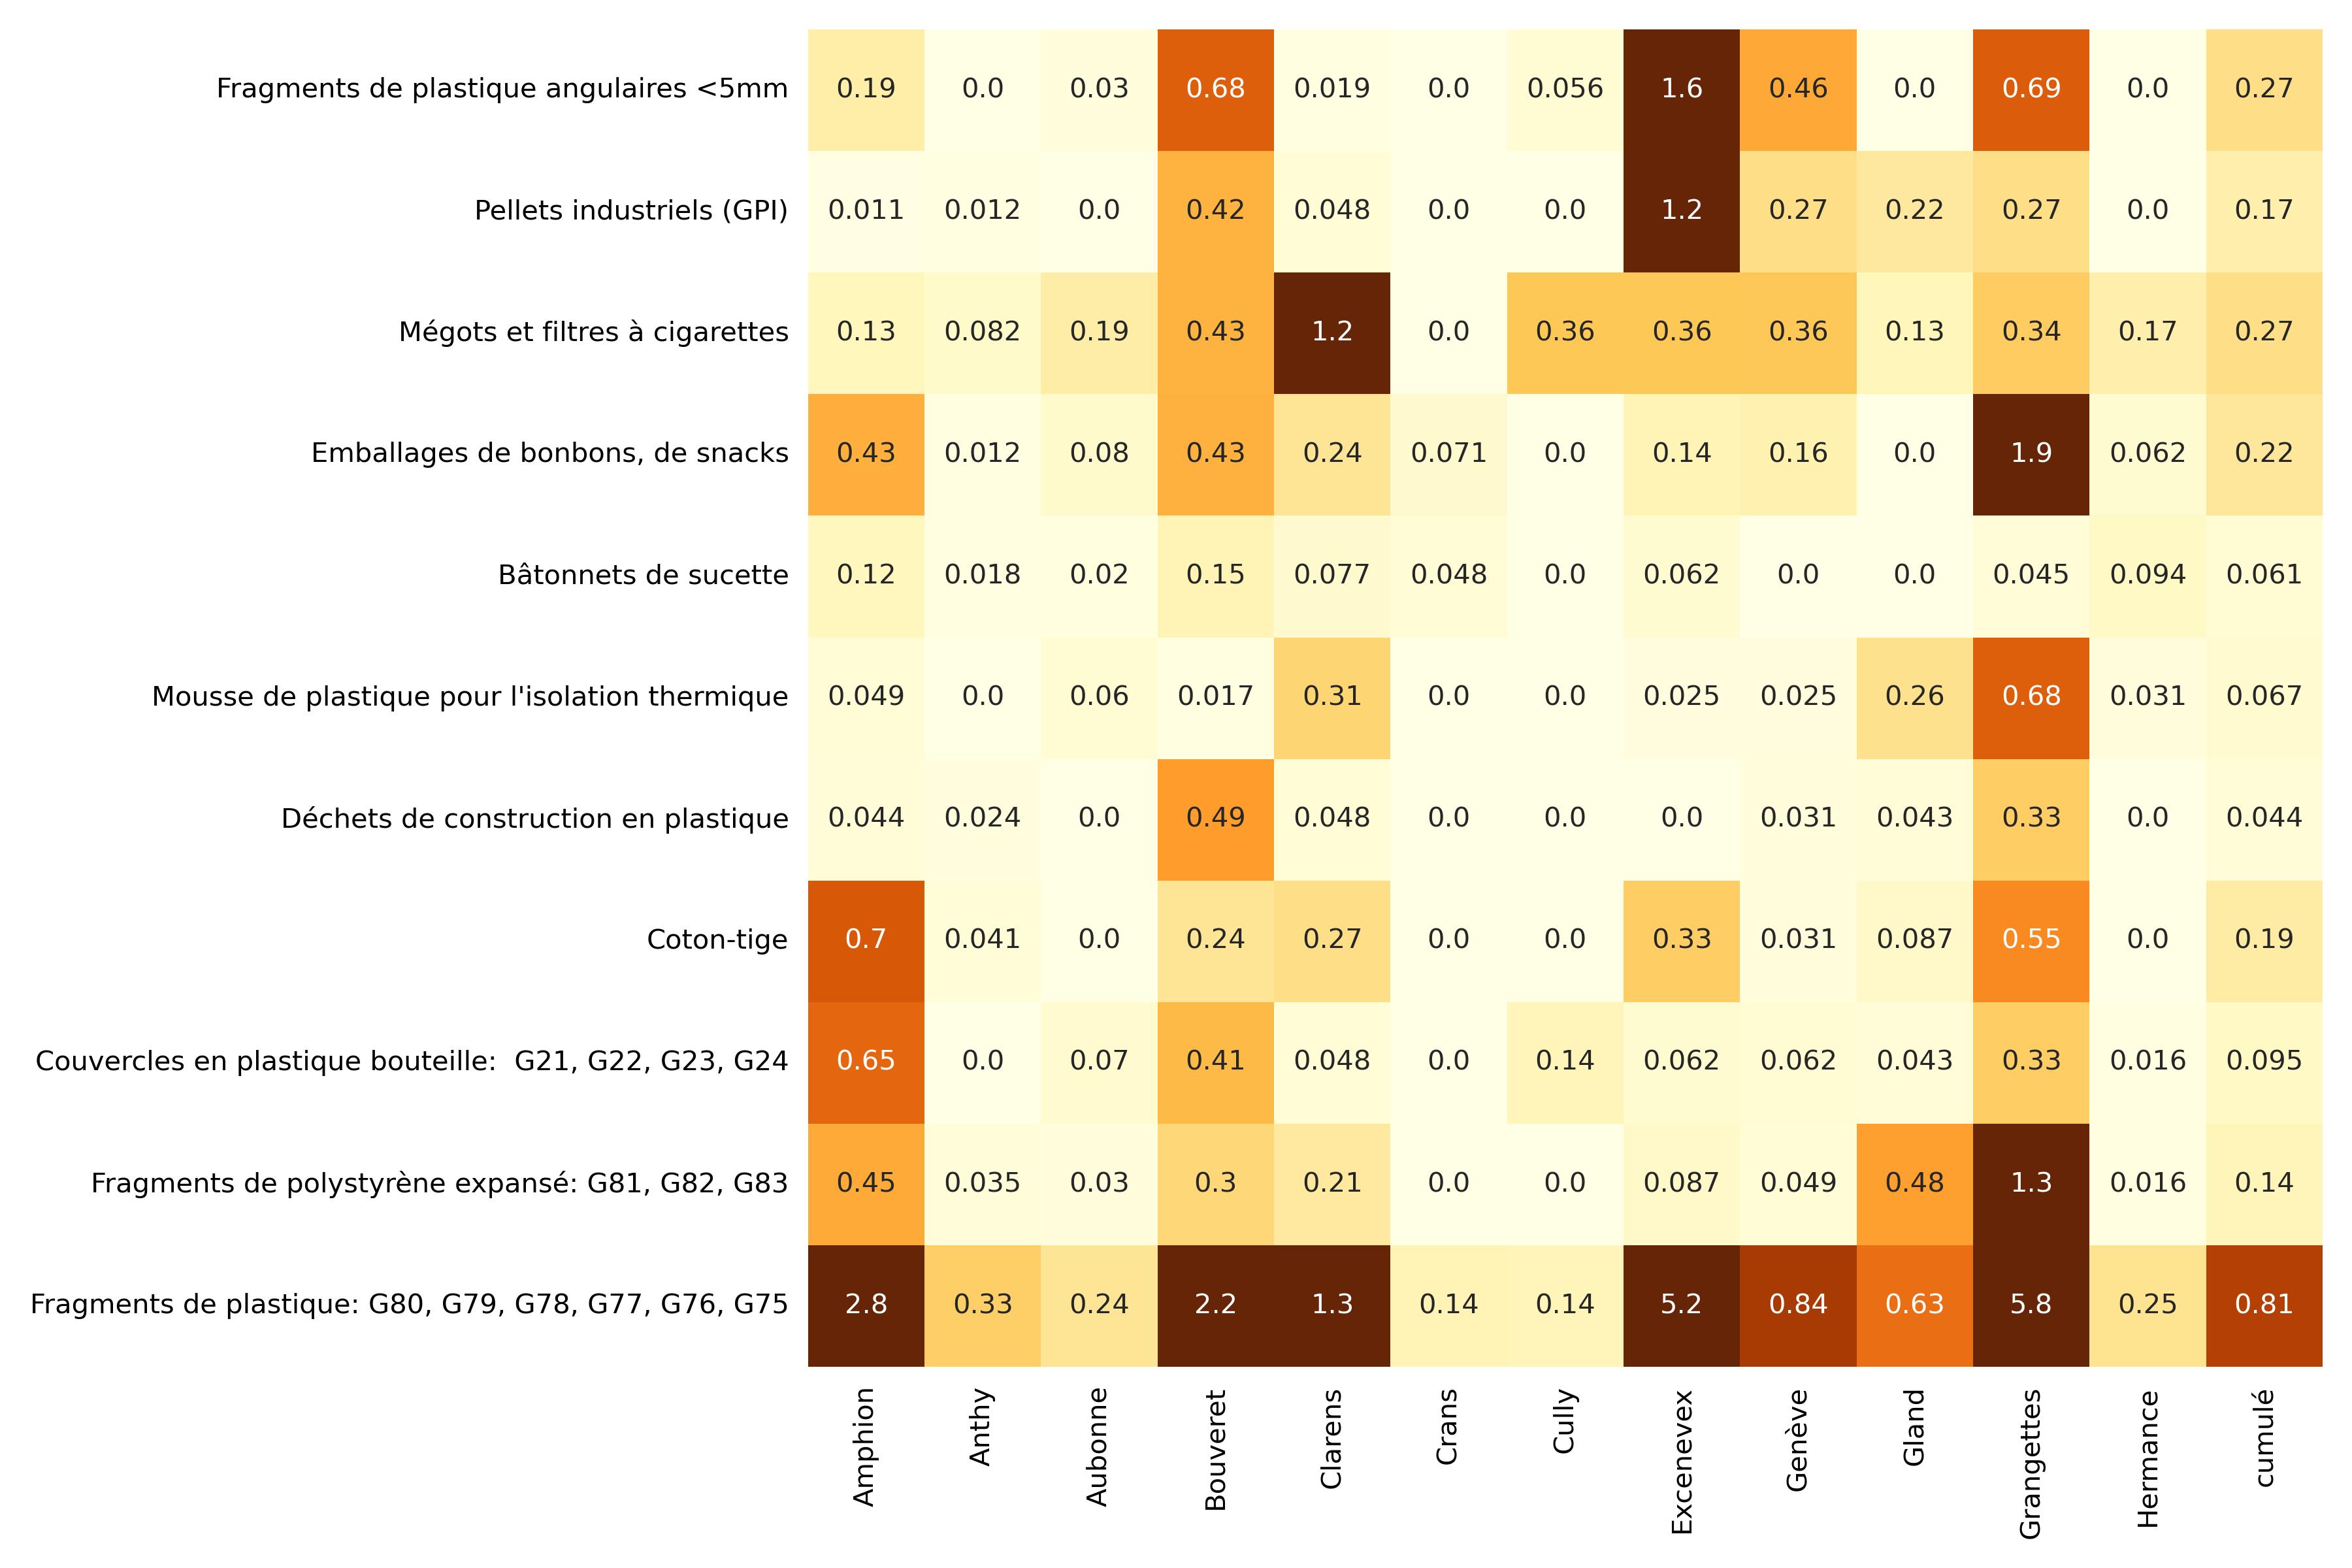 Fragments de plastique angulaires <5mm 0.19 0.0 0.03 0.68 0.019 0.0 0.056 1.6 0.46 0.0 0.69 0.0 0.27
Pellets industriels (GPI) 0.011 0.012 0.0 0.42 0.048 0.0 0.0 1.2 0.27 0.22 0.27 0.0 0.17
Mégots et filtres à cigarettes 0.13 0.082 0.19 0.43 1.2 0.0 0.36 0.36 0.36 0.13 0.34 0.17 0.27
Emballages de bonbons, de snacks 0.43 0.012 0.08 0.43 0.24 0.071 0.0 0.14 0.16 0.0 1.9 0.062 0.22
Bâtonnets de sucette 0.12 0.018 0.02 0.15 0.077 0.048 0.0 0.062 0.0 0.0 0.045 0.094 0.061
Mousse de plastique pour l'isolation thermique 0.049 0.0 0.06 0.017 0.31 0.0 0.0 0.025 0.025 0.26 0.68 0.031 0.067
Déchets de construction en plastique 0.044 0.024 0.0 0.49 0.048 0.0 0.0 0.0 0.031 0.043 0.33 0.0 0.044
Coton-tige 0.7 0.041 0.0 0.24 0.27 0.0 0.0 0.33 0.031 0.087 0.55 0.0 0.19
Couvercles en plastique bouteille:  G21, G22, G23, G24 0.65 0.0 0.07 0.41 0.048 0.0 0.14 0.062 0.062 0.043 0.33 0.016 0.095
Fragments de polystyrène expansé: G81, G82, G83 0.45 0.035 0.03 0.3 0.21 0.0 0.0 0.087 0.049 0.48 1.3 0.016 0.14
Fragments de plastique: G80, G79, G78, G77, G76, G75 2.8 0.33 0.24 2.2 1.3 0.14 0.14 5.2 0.84 0.63 5.8 0.25 0.81
Amphion
Anthy
Aubonne
Bouveret
Clarens
Crans
Cully
Excenevex
Genève
Gland
Grangettes
Hermance
cumulé